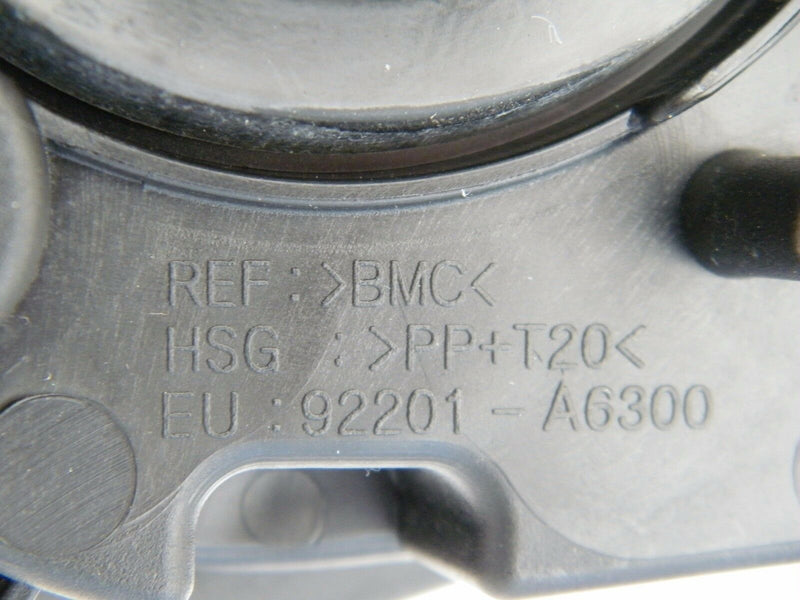 REF : >BMC<
HSG : >PP+T20<
EU : 92201 - A6300